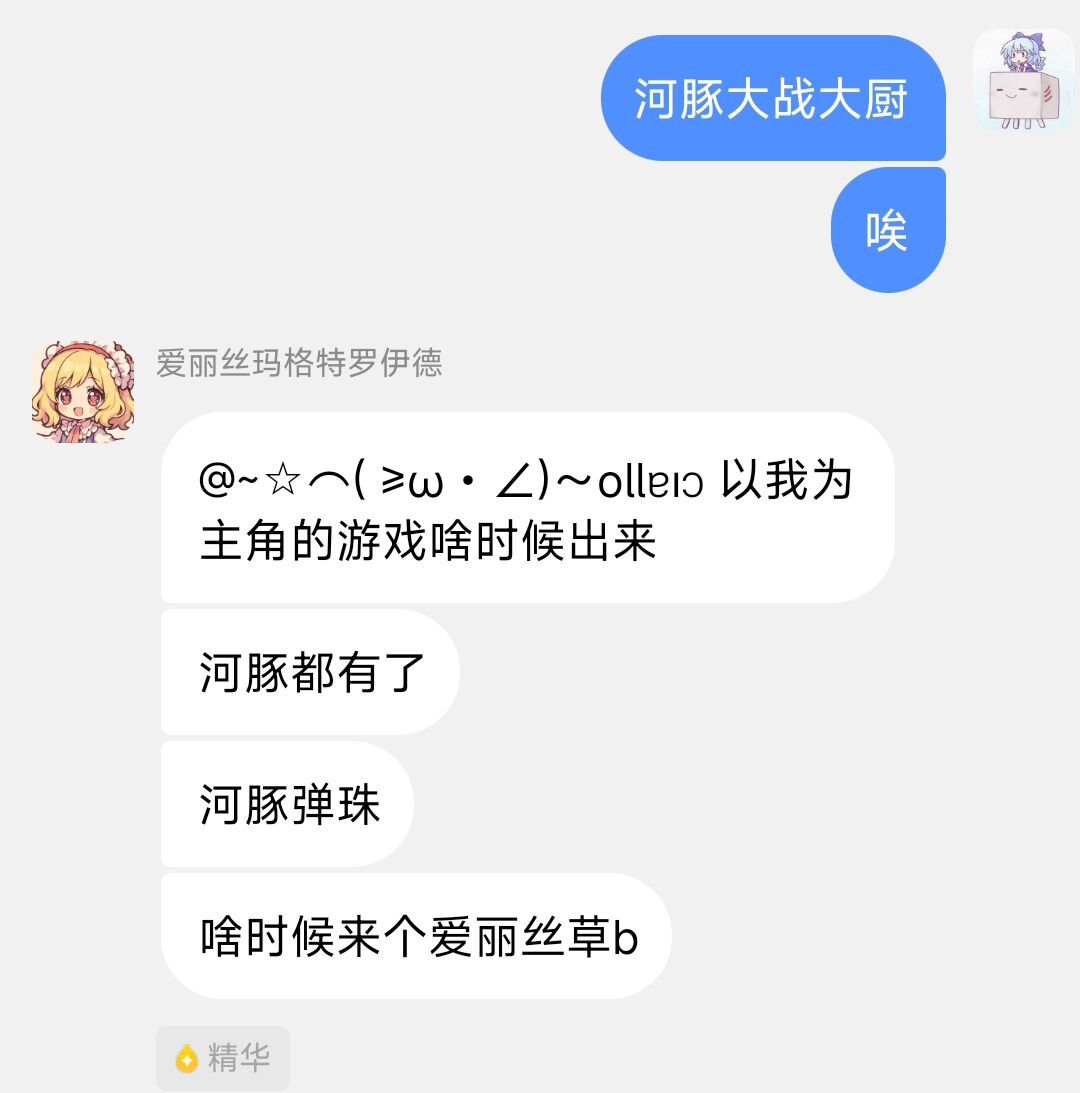 河豚大战大厨
唉
爱丽丝玛格特罗伊德
@~☆⌒( ≥ω・∠)～ollɐıɔ 以我为
主角的游戏啥时候出来
河豚都有了
河豚弹珠
啥时候来个爱丽丝草b
精华